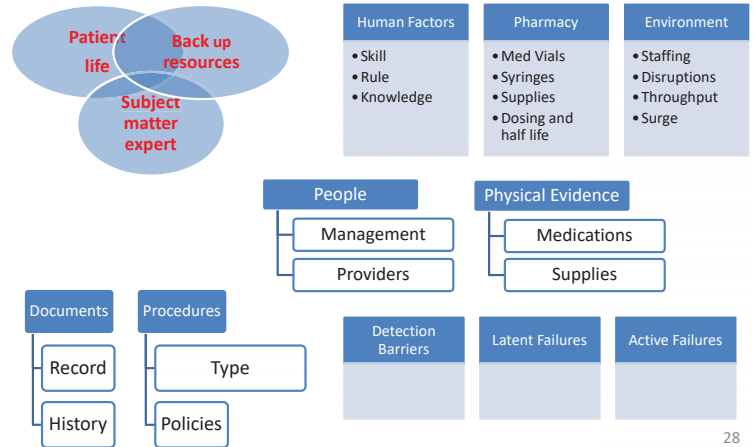 Patient
life
Back up
resources
Subject
matter
expert
Human Factors
• Skill
• Rule
• Knowledge
Pharmacy
• Med Vials
• Syringes
• Supplies
• Dosing and
half life
Environment
• Staffing
• Disruptions
• Throughput
• Surge
People
Management
Providers
Physical Evidence
Medications
Supplies
Documents
Record
History
Procedures
Type
Policies
Detection
Barriers
Latent Failures
Active Failures
28